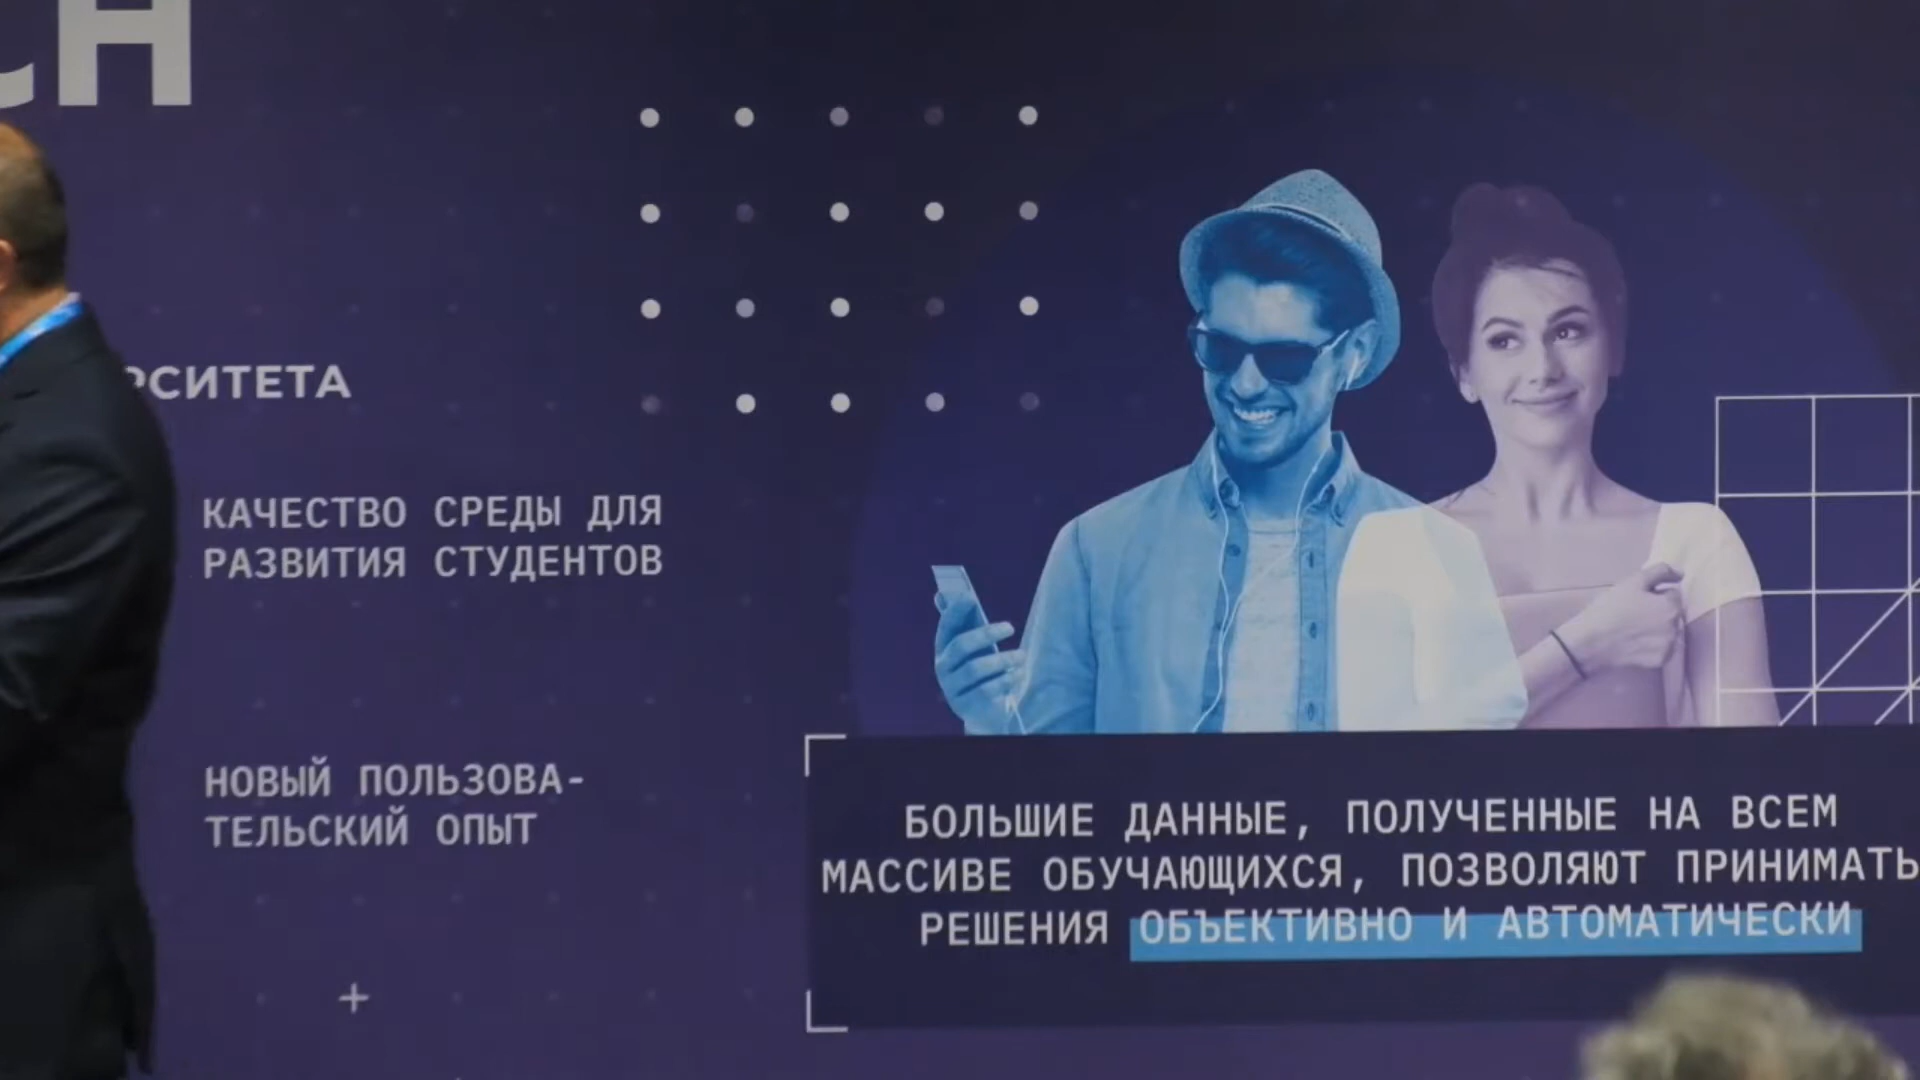 КАЧЕСТВО СРЕДЫ ДЛЯ
РАЗВИТИЯ СТУДЕНТОВ
НОВЫЙ ПОЛЬЗОВА-
ТЕЛЬСКИЙ ОПЫТ
БОЛЬШИЕ ДАННЫЕ, ПОЛУЧЕННЫЕ НА ВСЕМ
МАССИВЕ ОБУЧАЮЩИХСЯ, ПОЗВОЛЯЮТ ПРИНИМАТЬ
РЕШЕНИЯ ОБЪЕКТИВНО И АВТОМАТИЧЕСКИ